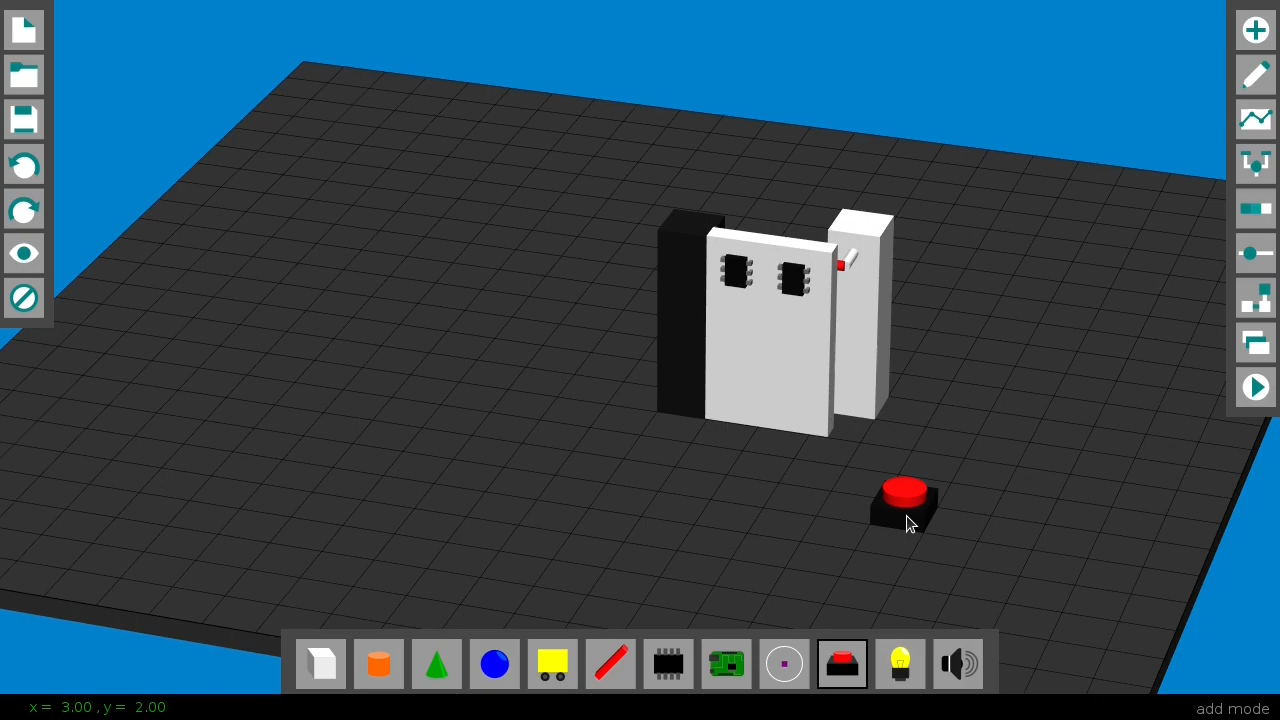 x = 3.00 , y = 2.00
add mode